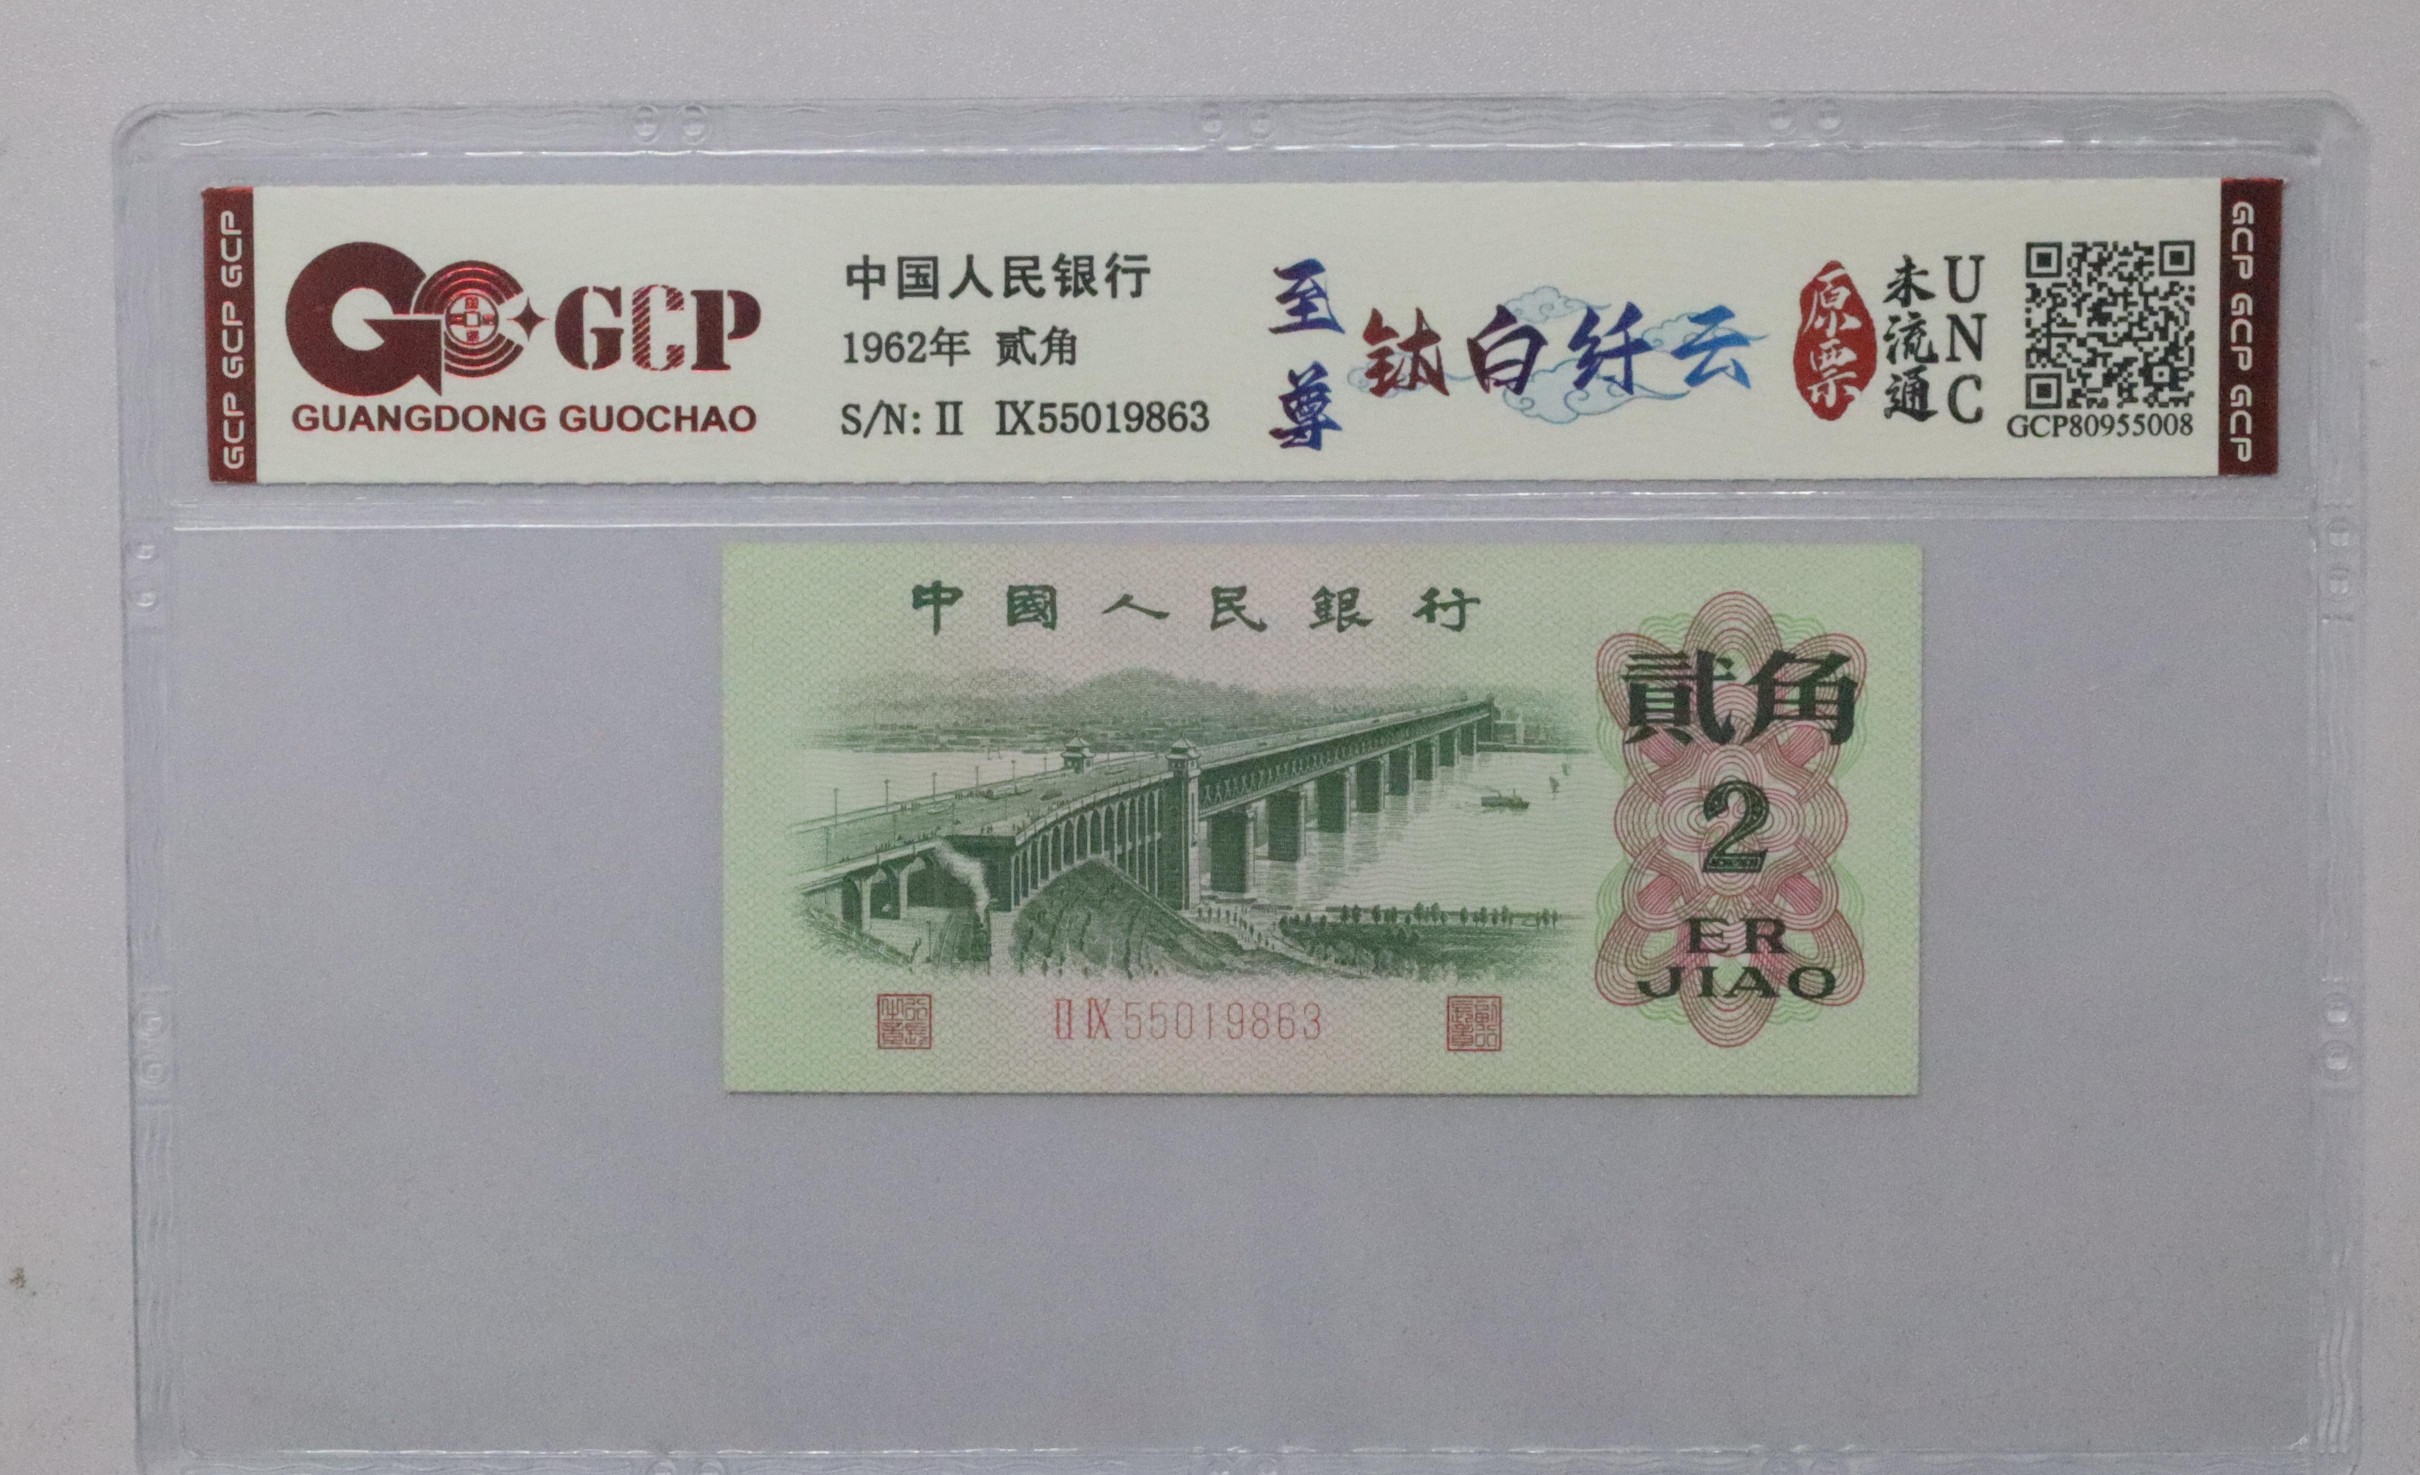 GCP GCP GCP
GCP
GUANGDONG GUOCHAO
中国人民银行
1962年 贰角
S/N: II IX55019863
至尊
钛白纤云
原票
未流通
UNC
GCP80955008
GCP GCP GCP
中國人民銀行
貳角
2
ER
JIAO
II IX 55019863